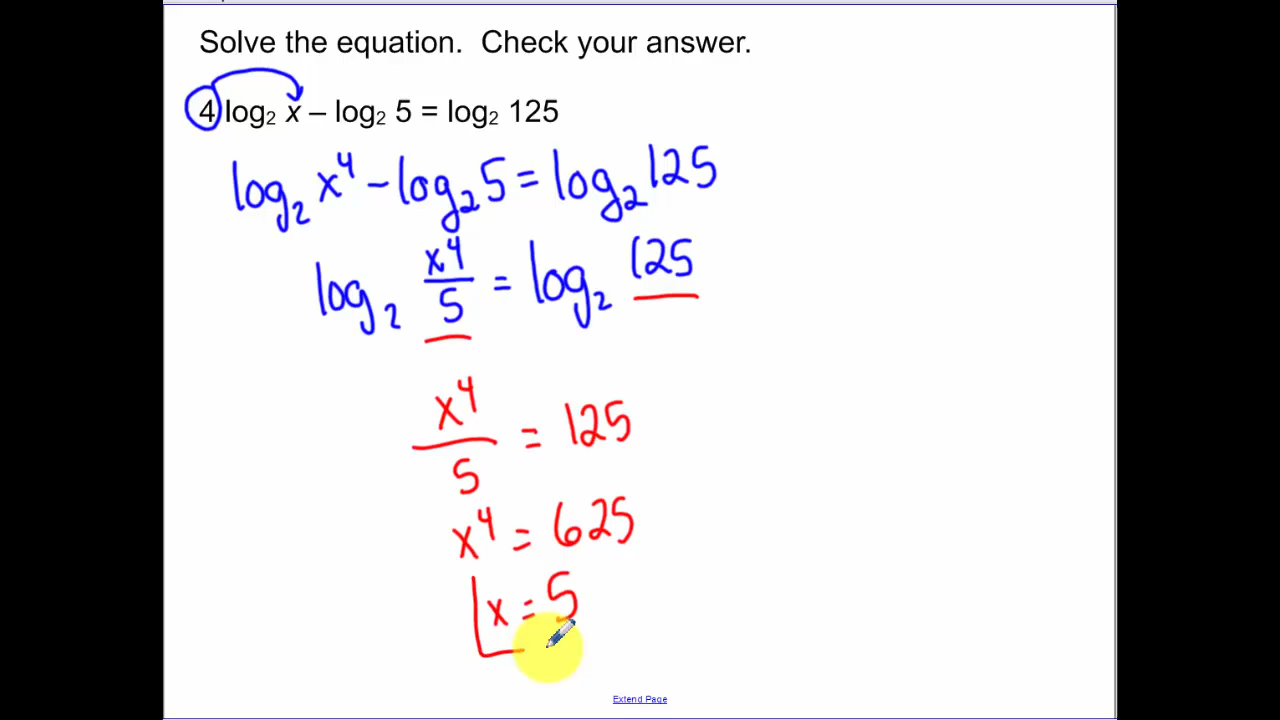 Solve the equation.  Check your answer.
4 log₂ x – log₂ 5 = log₂ 125
log₂ x⁴ – log₂ 5 = log₂ 125
log₂ x⁴/5 = log₂ 125
x⁴/5 = 125
x⁴ = 625
x = 5
Extend Page